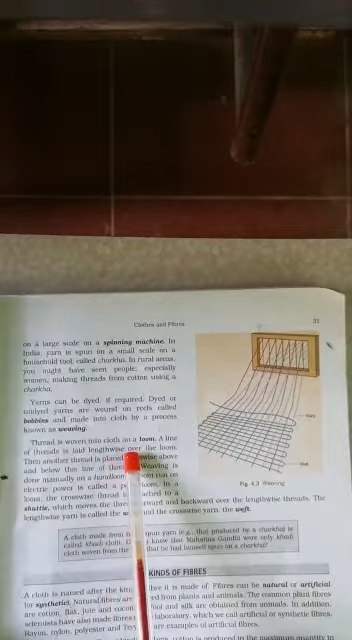 Clothes and Fibres
on a large scale on a spinning machine. In
India, yarn is spun on a small scale on a
household tool, called charkha. In rural areas,
you might have seen people, especially
women, making threads from cotton using a
charkha.
Yarns can be dyed, if required. Dyed or
undyed yarns are wound on rods called
bobbins and made into cloth by a process
known as weaving.
Thread is woven into cloth on a loom. A line
of threads is laid lengthwise over the loom.
Then another thread is placed above
and below this line of Weaving is
done manually on a handloom run on
electric power is called a loom. In a
loom, the crosswise thread is to a
shuttle, which moves the and backward over the lengthwise threads. The
lengthwise yarn is called the and the crosswise yarn, the weft.
Fig. 4.3 Weaving
A cloth made from yarn (e.g., that produced by a charkha) is
called khadi cloth. know that Mahatma Gandhi wore only khadi
cloth woven from the that he had himself spun on a charkha?
KINDS OF FIBRES
A cloth is named after the it is made of. Fibres can be natural or artificial
(or synthetic). Natural fibres are from plants and animals. The common plant fibres
are cotton, flax, jute and and silk are obtained from animals. In addition,
scientists have also made fibres laboratory, which we call artificial or synthetic fibres.
Rayon, nylon, polyester and are examples of artificial fibres.
cotton is produced in the maximum quantity in